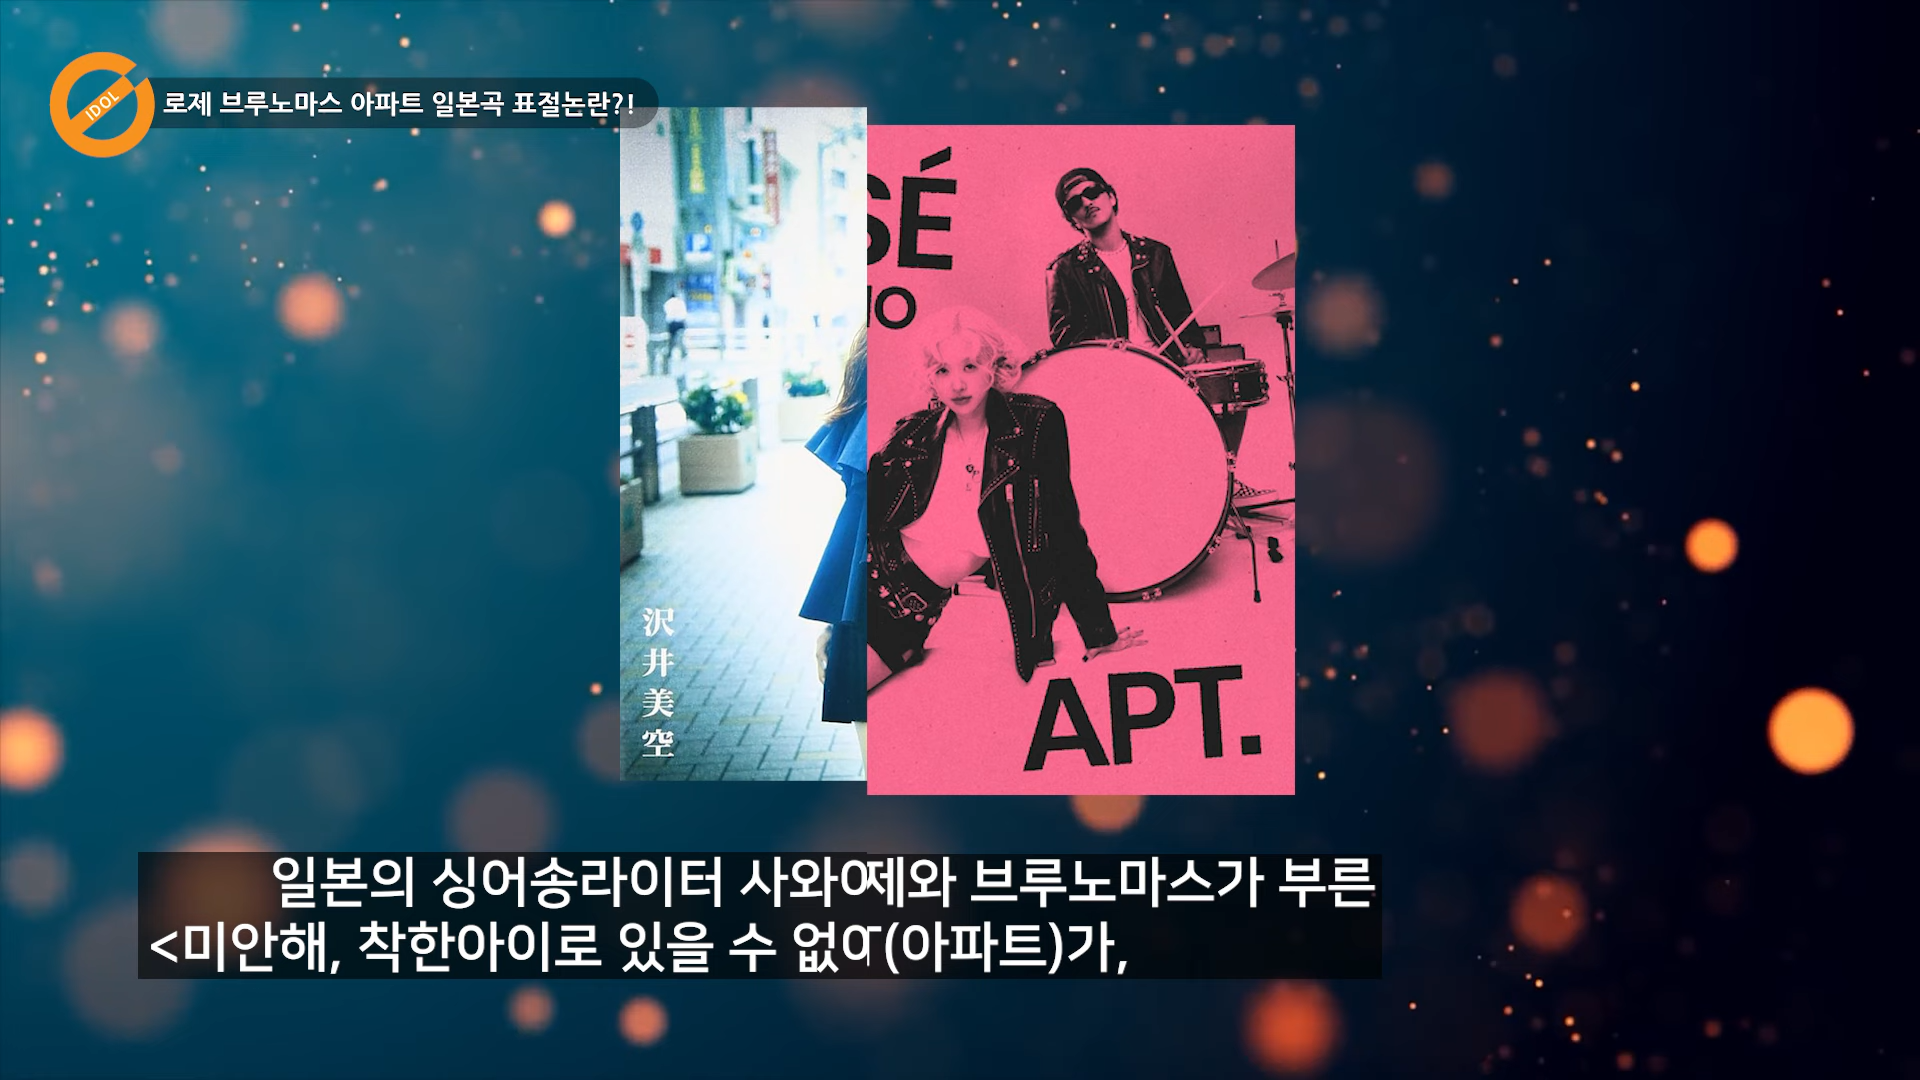 IDOL
로제 브루노마스 아파트 일본곡 표절논란?!
P
沢井美空
SÉ
NO
APT.
일본의 싱어송라이터 사와제와 브루노마스가 부른
<미안해, 착한아이로 있을 수 없(아파트)가,